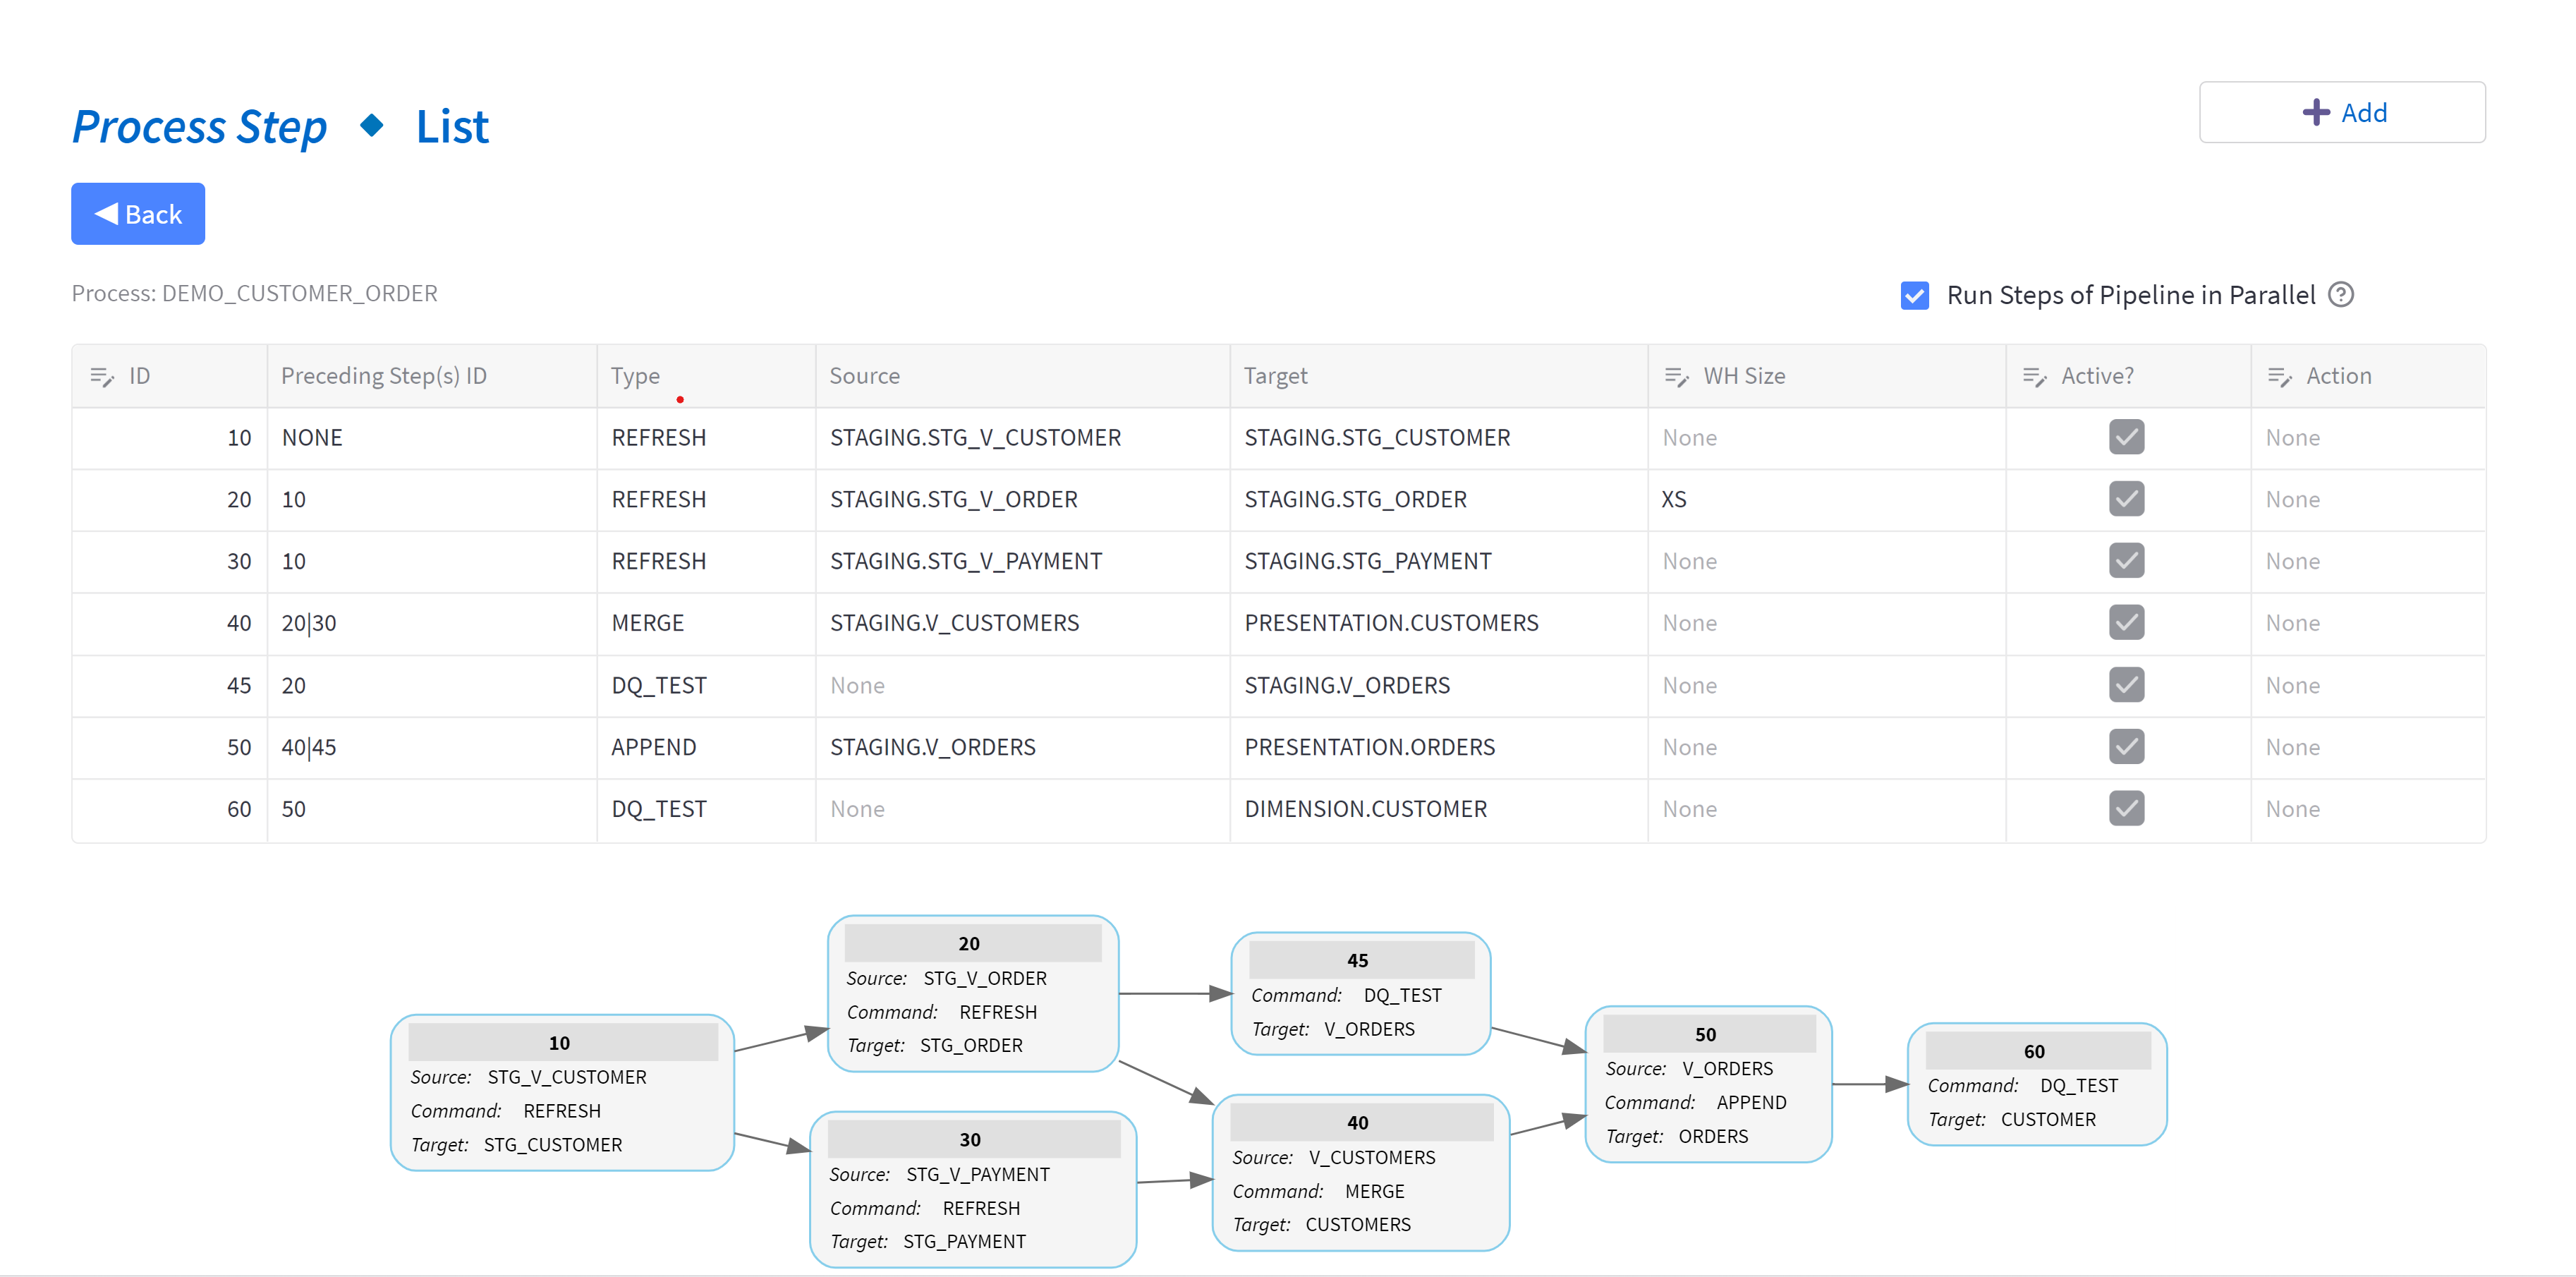 Process Step ◆ List
+ Add
◀ Back
Process: DEMO_CUSTOMER_ORDER
Run Steps of Pipeline in Parallel ?
ID Preceding Step(s) ID Type Source Target WH Size Active? Action
10 NONE REFRESH STAGING.STG_V_CUSTOMER STAGING.STG_CUSTOMER None None
20 10 REFRESH STAGING.STG_V_ORDER STAGING.STG_ORDER XS None
30 10 REFRESH STAGING.STG_V_PAYMENT STAGING.STG_PAYMENT None None
40 20|30 MERGE STAGING.V_CUSTOMERS PRESENTATION.CUSTOMERS None None
45 20 DQ_TEST None STAGING.V_ORDERS None None
50 40|45 APPEND STAGING.V_ORDERS PRESENTATION.ORDERS None None
60 50 DQ_TEST None DIMENSION.CUSTOMER None None
10
Source: STG_V_CUSTOMER
Command: REFRESH
Target: STG_CUSTOMER
20
Source: STG_V_ORDER
Command: REFRESH
Target: STG_ORDER
30
Source: STG_V_PAYMENT
Command: REFRESH
Target: STG_PAYMENT
45
Command: DQ_TEST
Target: V_ORDERS
40
Source: V_CUSTOMERS
Command: MERGE
Target: CUSTOMERS
50
Source: V_ORDERS
Command: APPEND
Target: ORDERS
60
Command: DQ_TEST
Target: CUSTOMER